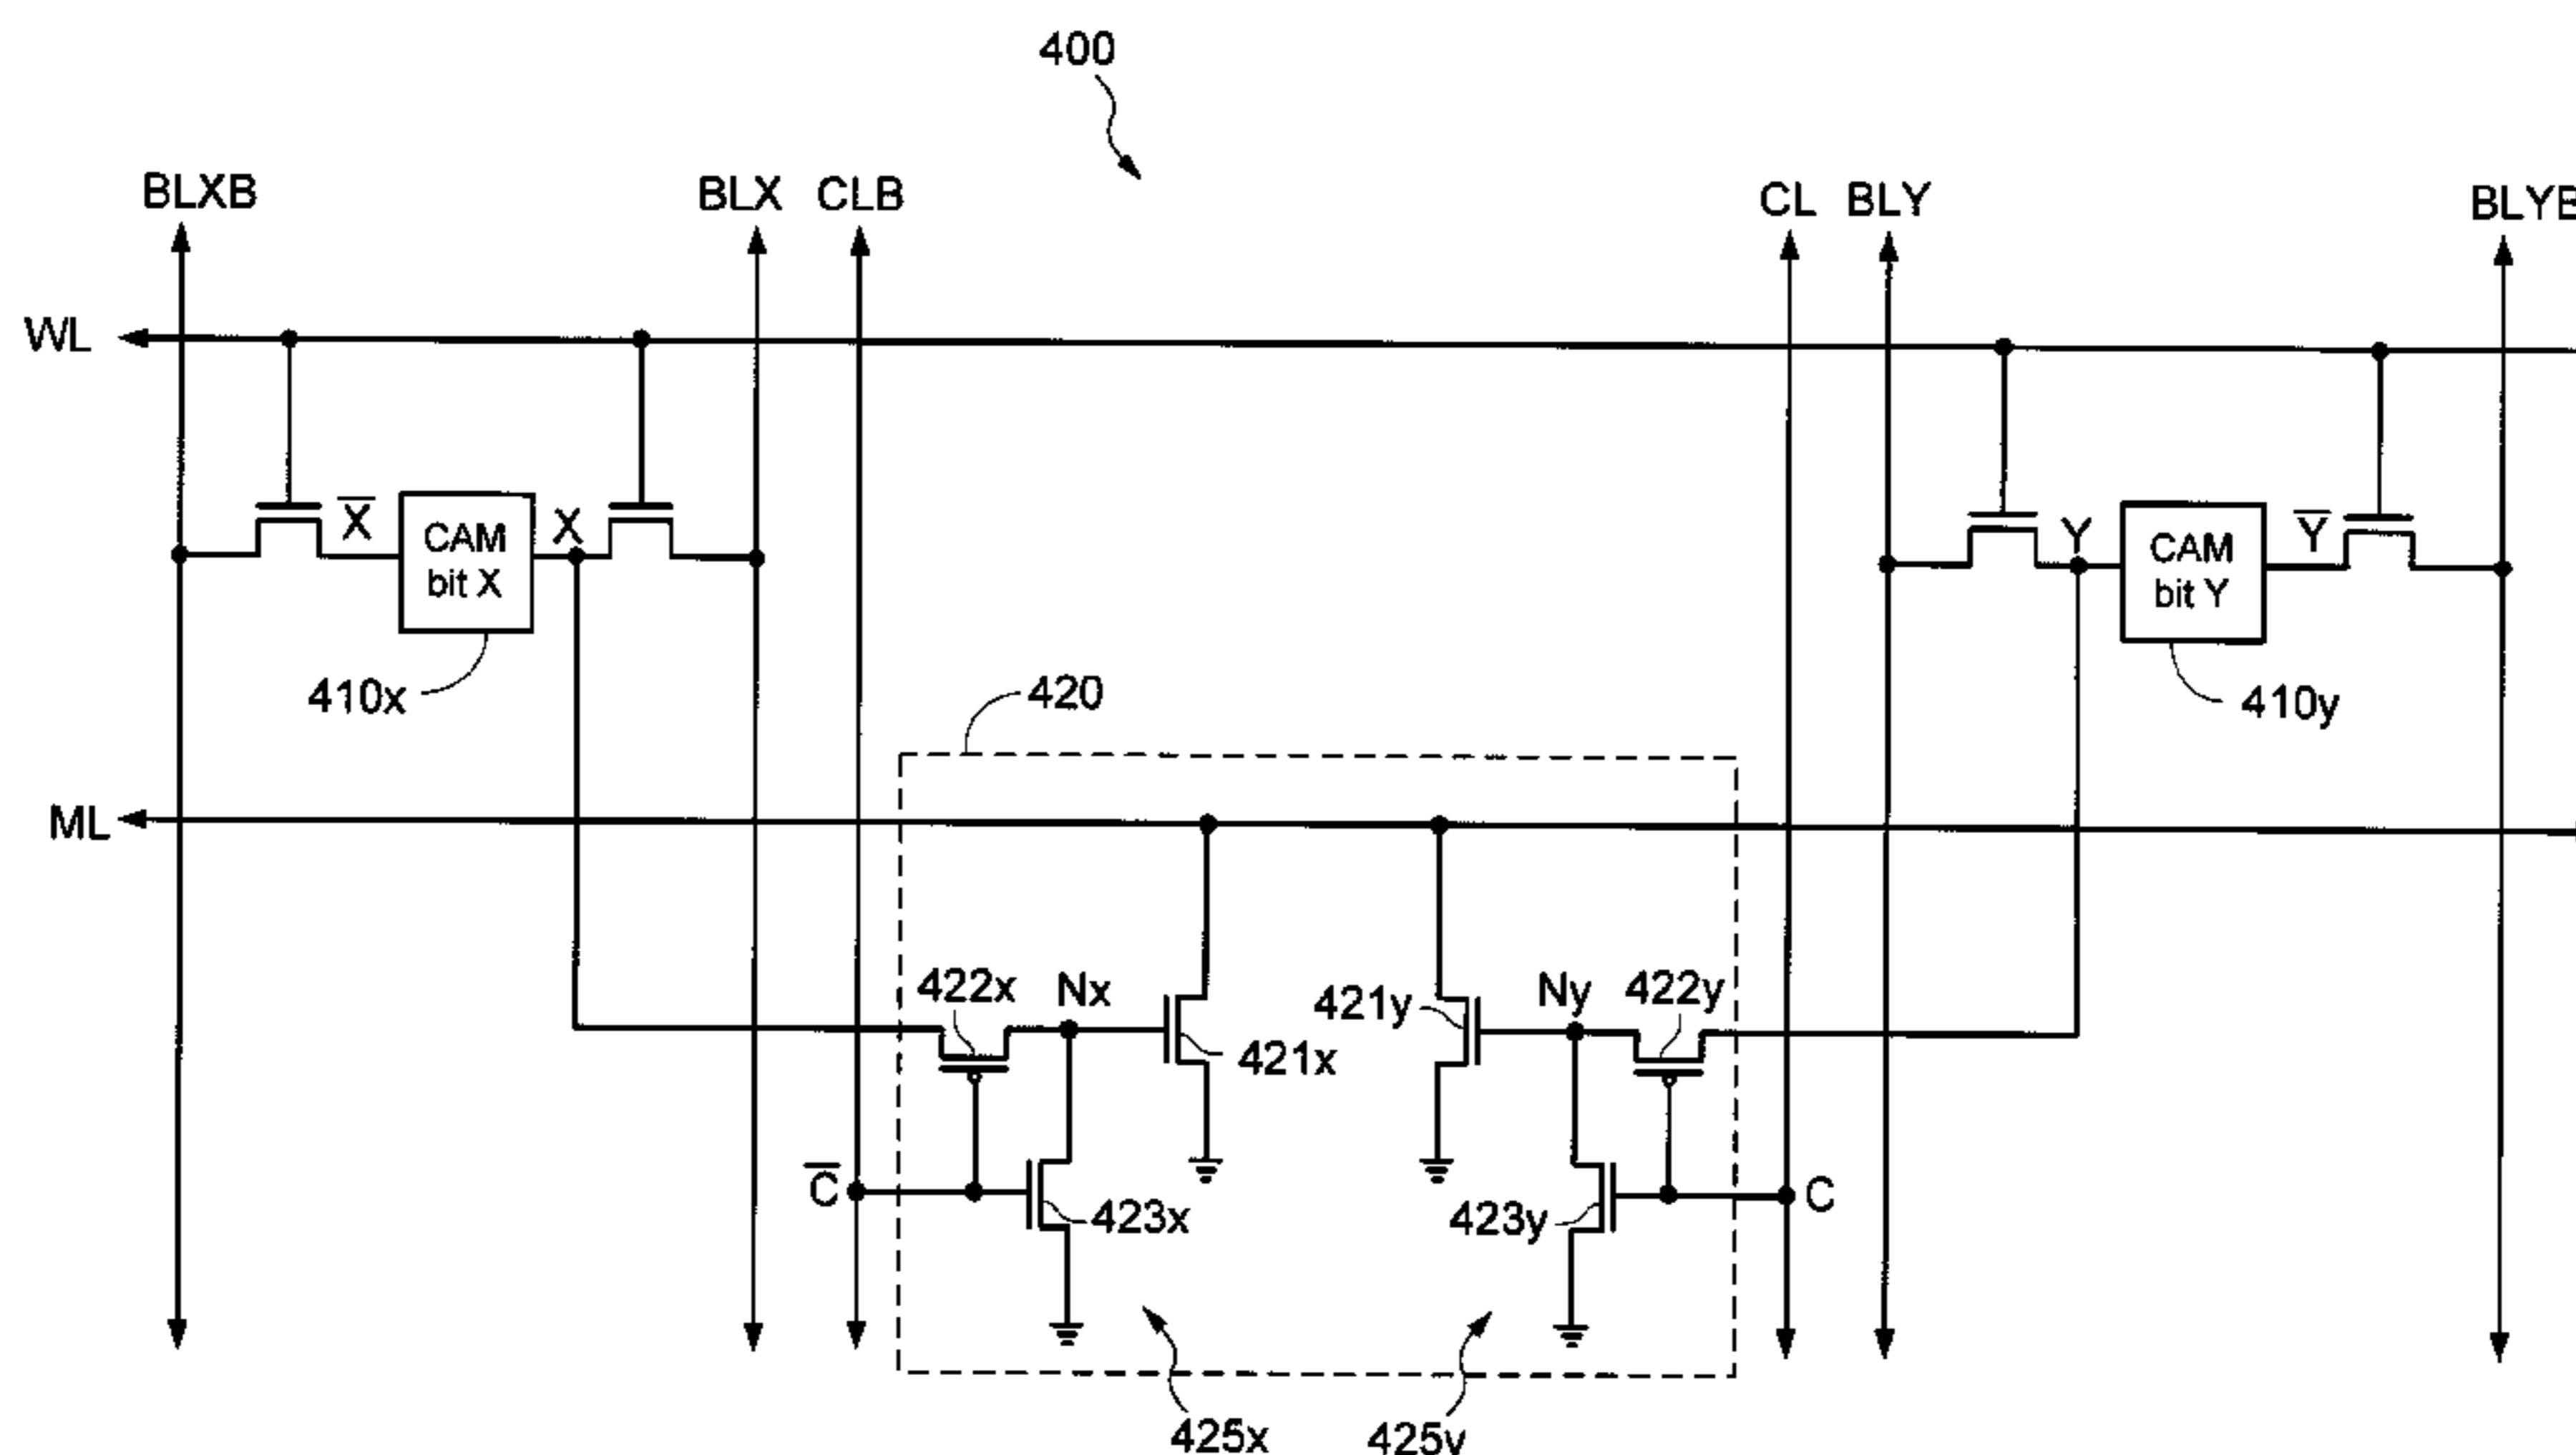 400
BLXB
BLX
CLB
CL
BLY
BLYB
WL
X̅
CAM
bit X
X
Y
CAM
bit Y
Y̅
410x
410y
420
ML
422x
Nx
421x
421y
Ny
422y
C̅
423x
423y
C
425x
425y